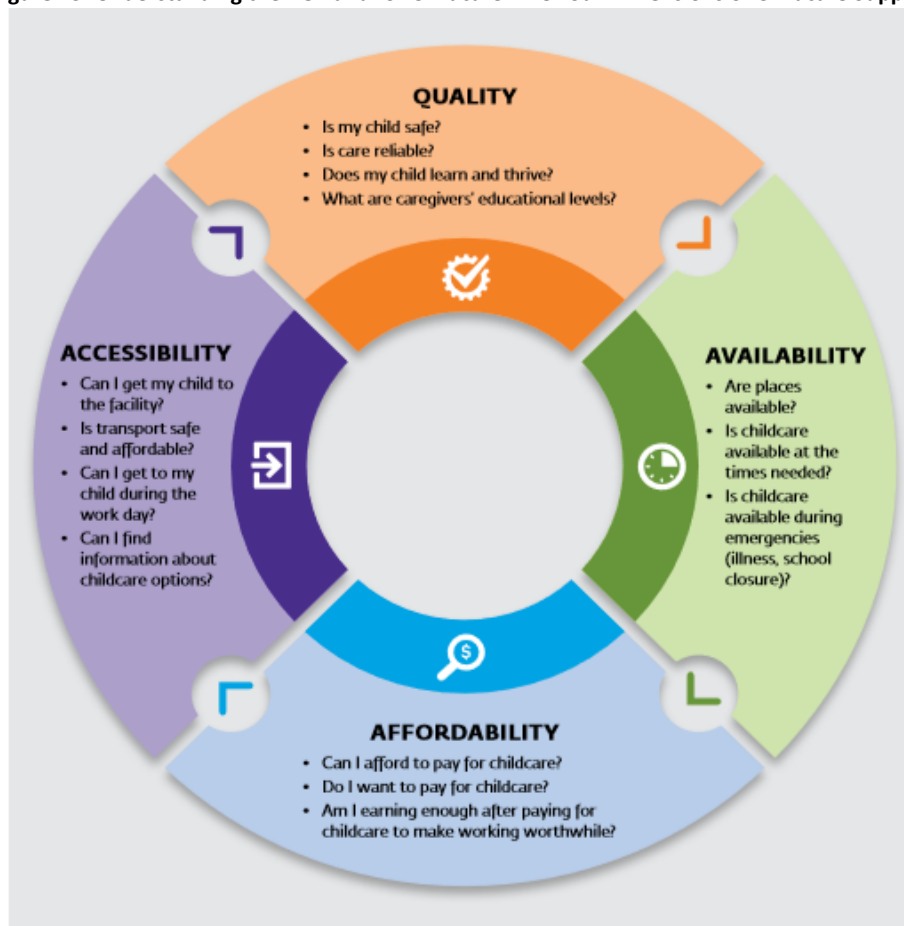 QUALITY
• Is my child safe?
• Is care reliable?
• Does my child learn and thrive?
• What are caregivers' educational levels?
ACCESSIBILITY
• Can I get my child to
the facility?
• Is transport safe
and affordable?
• Can I get to my
child during the
work day?
• Can I find
information about
childcare options?
AVAILABILITY
• Are places
available?
• Is childcare
available at the
times needed?
• Is childcare
available during
emergencies
(illness, school
closure)?
$
AFFORDABILITY
• Can I afford to pay for childcare?
• Do I want to pay for childcare?
• Am I earning enough after paying for
childcare to make working worthwhile?